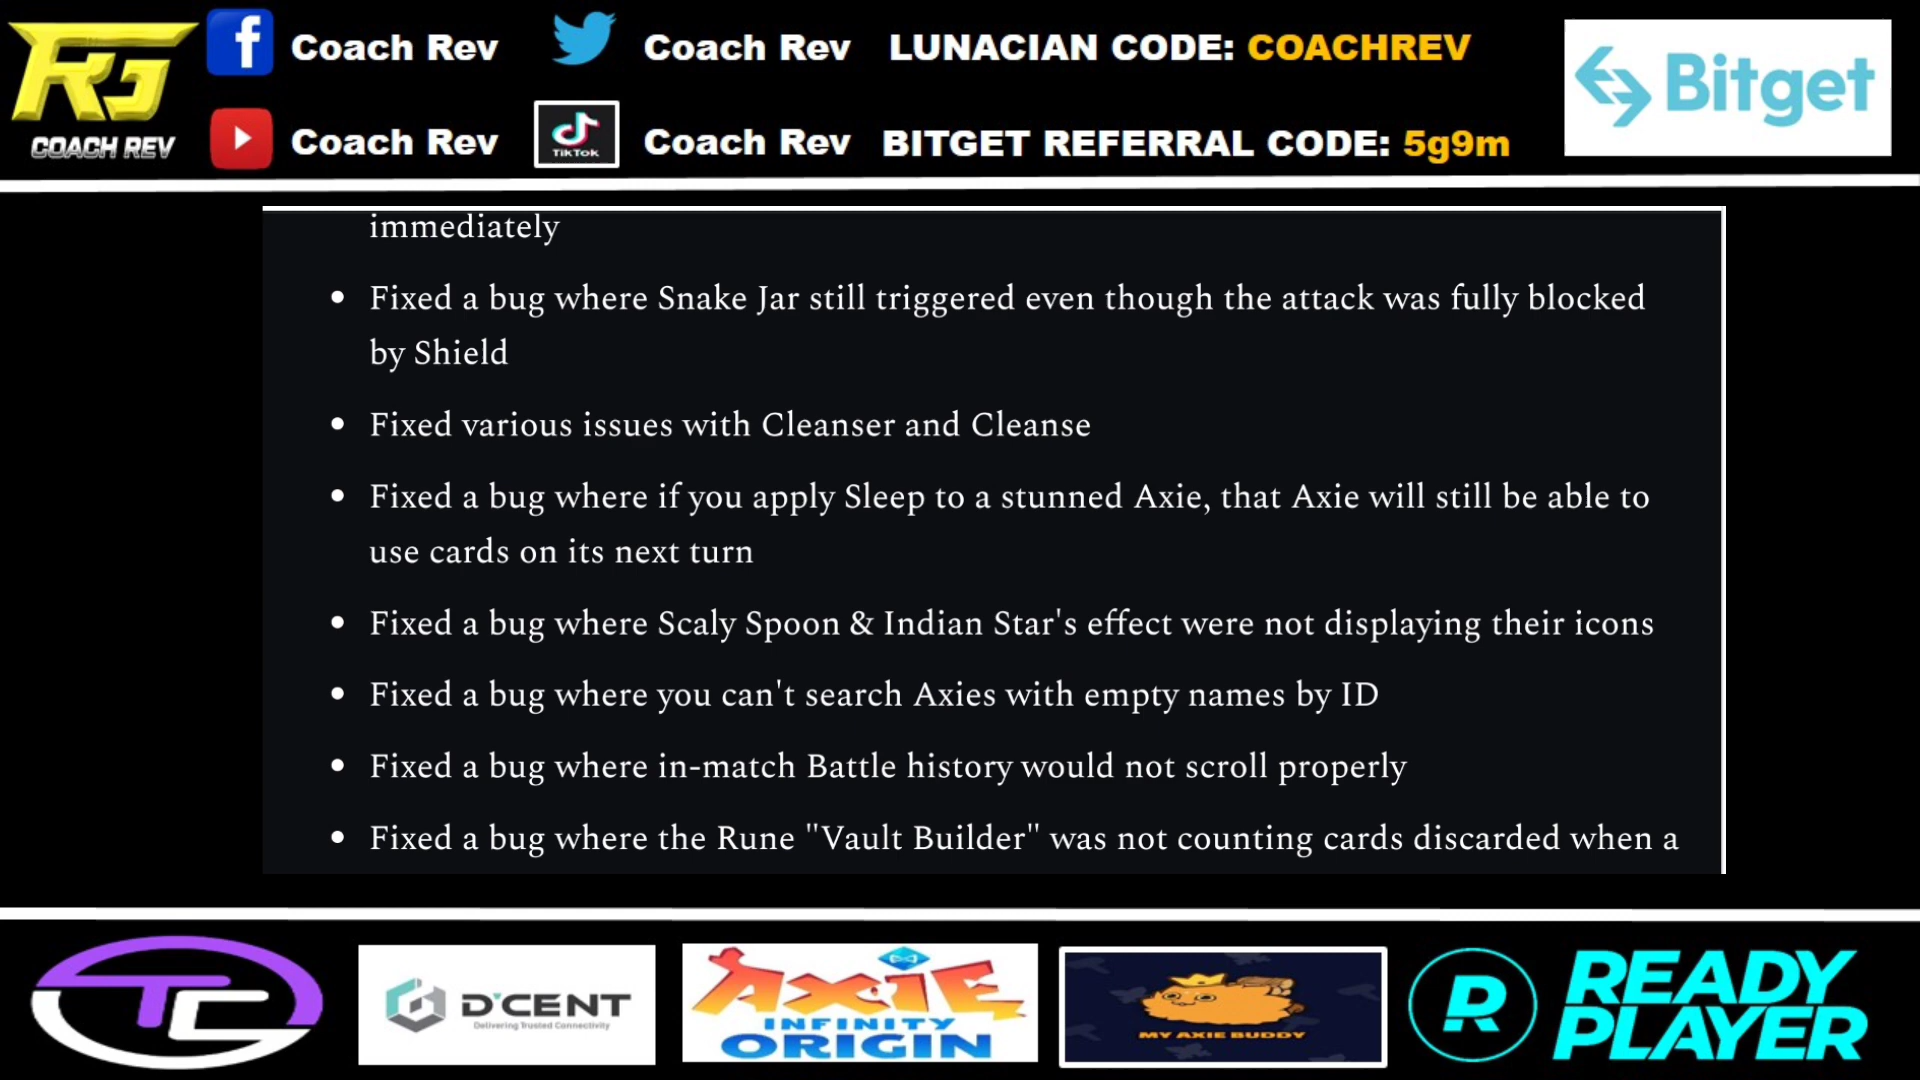 RG
COACH REV
f
Coach Rev
Coach Rev
LUNACIAN CODE: COACHREV
Coach Rev
TikTok
Coach Rev
BITGET REFERRAL CODE: 5g9m
Bitget
immediately
• Fixed a bug where Snake Jar still triggered even though the attack was fully blocked
by Shield
• Fixed various issues with Cleanser and Cleanse
• Fixed a bug where if you apply Sleep to a stunned Axie, that Axie will still be able to
use cards on its next turn
• Fixed a bug where Scaly Spoon & Indian Star's effect were not displaying their icons
• Fixed a bug where you can't search Axies with empty names by ID
• Fixed a bug where in-match Battle history would not scroll properly
• Fixed a bug where the Rune "Vault Builder" was not counting cards discarded when a
TC
D'CENT
Delivering Trusted Connectivity
AXIE
INFINITY
ORIGIN
MY AXIE BUDDY
R
READY
PLAYER